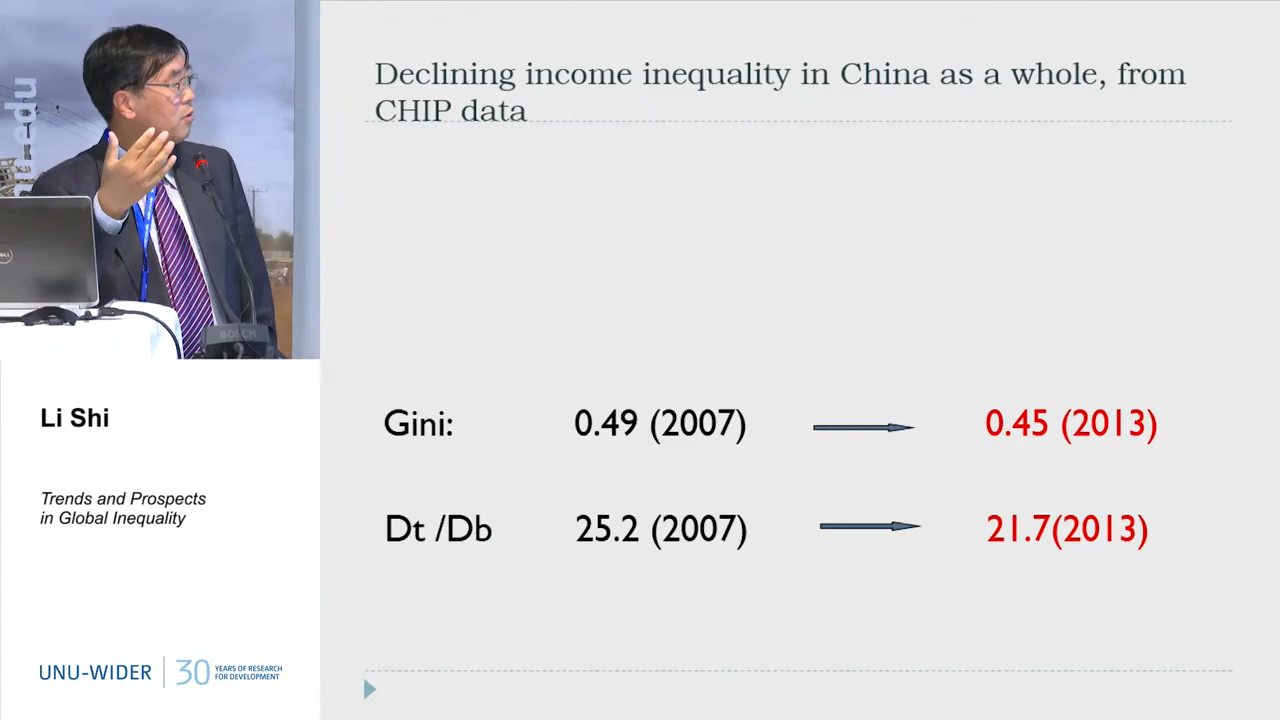 Declining income inequality in China as a whole, from
CHIP data
Gini: 0.49 (2007) 0.45 (2013)
Dt /Db 25.2 (2007) 21.7(2013)
Li Shi
Trends and Prospects
in Global Inequality
UNU-WIDER
30 YEARS OF RESEARCH
FOR DEVELOPMENT
DELL
BOSCH